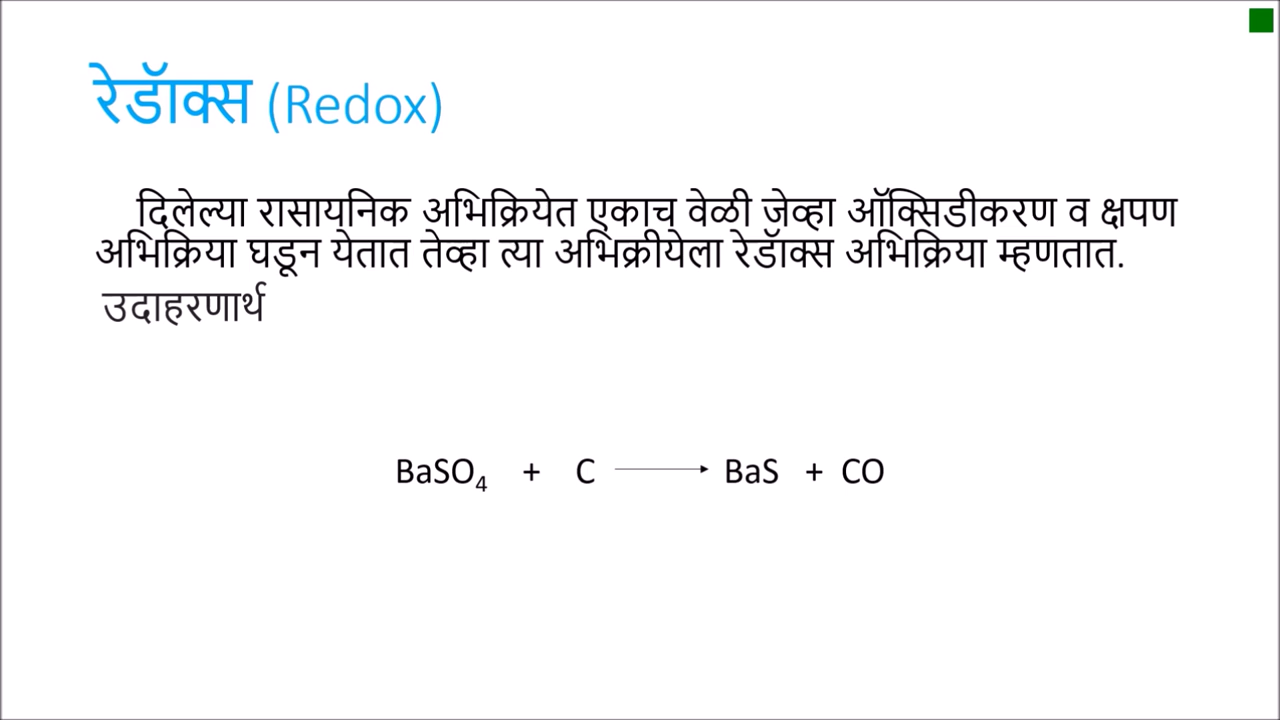 रेडॉक्स (Redox)
दिलेल्या रासायनिक अभिक्रियेत एकाच वेळी जेव्हा ऑक्सिडीकरण व क्षपण
अभिक्रिया घडून येतात तेव्हा त्या अभिक्रीयेला रेडॉक्स अभिक्रिया म्हणतात.
उदाहरणार्थ
BaSO₄ + C ⟶ BaS + CO